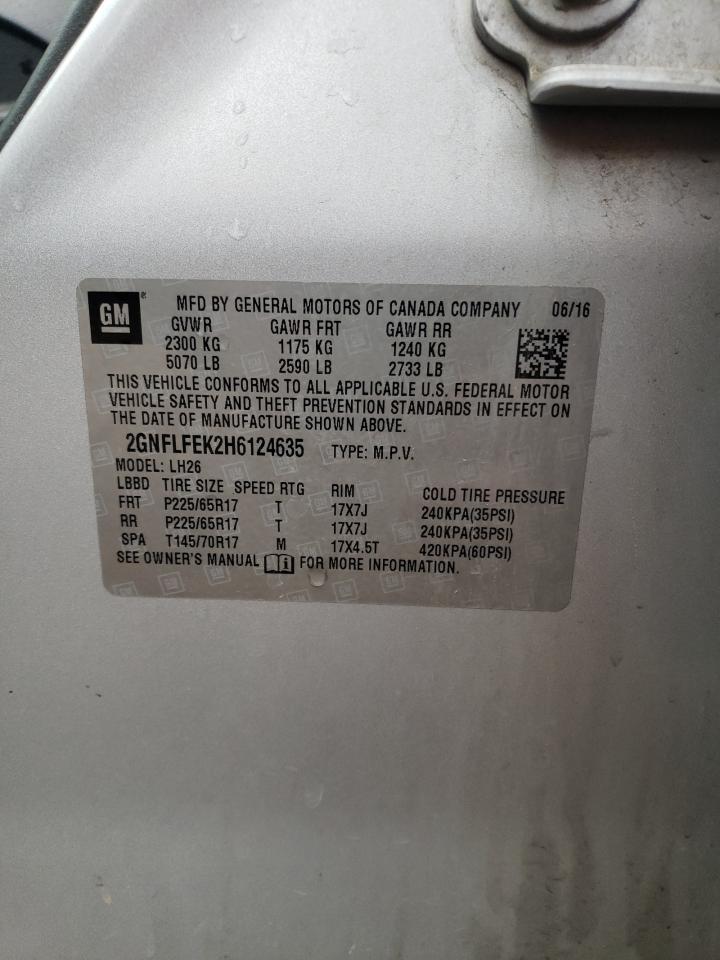 GM MFD BY GENERAL MOTORS OF CANADA COMPANY 06/16
GVWR GAWR FRT GAWR RR
2300 KG 1175 KG 1240 KG
5070 LB 2590 LB 2733 LB
THIS VEHICLE CONFORMS TO ALL APPLICABLE U.S. FEDERAL MOTOR
VEHICLE SAFETY AND THEFT PREVENTION STANDARDS IN EFFECT ON
THE DATE OF MANUFACTURE SHOWN ABOVE.
2GNFLFEK2H6124635 TYPE: M.P.V.
MODEL: LH26
LBBD TIRE SIZE SPEED RTG RIM COLD TIRE PRESSURE
FRT P225/65R17 T 17X7J 240KPA(35PSI)
RR P225/65R17 T 17X7J 240KPA(35PSI)
SPA T145/70R17 M 17X4.5T 420KPA(60PSI)
SEE OWNER'S MANUAL i FOR MORE INFORMATION.